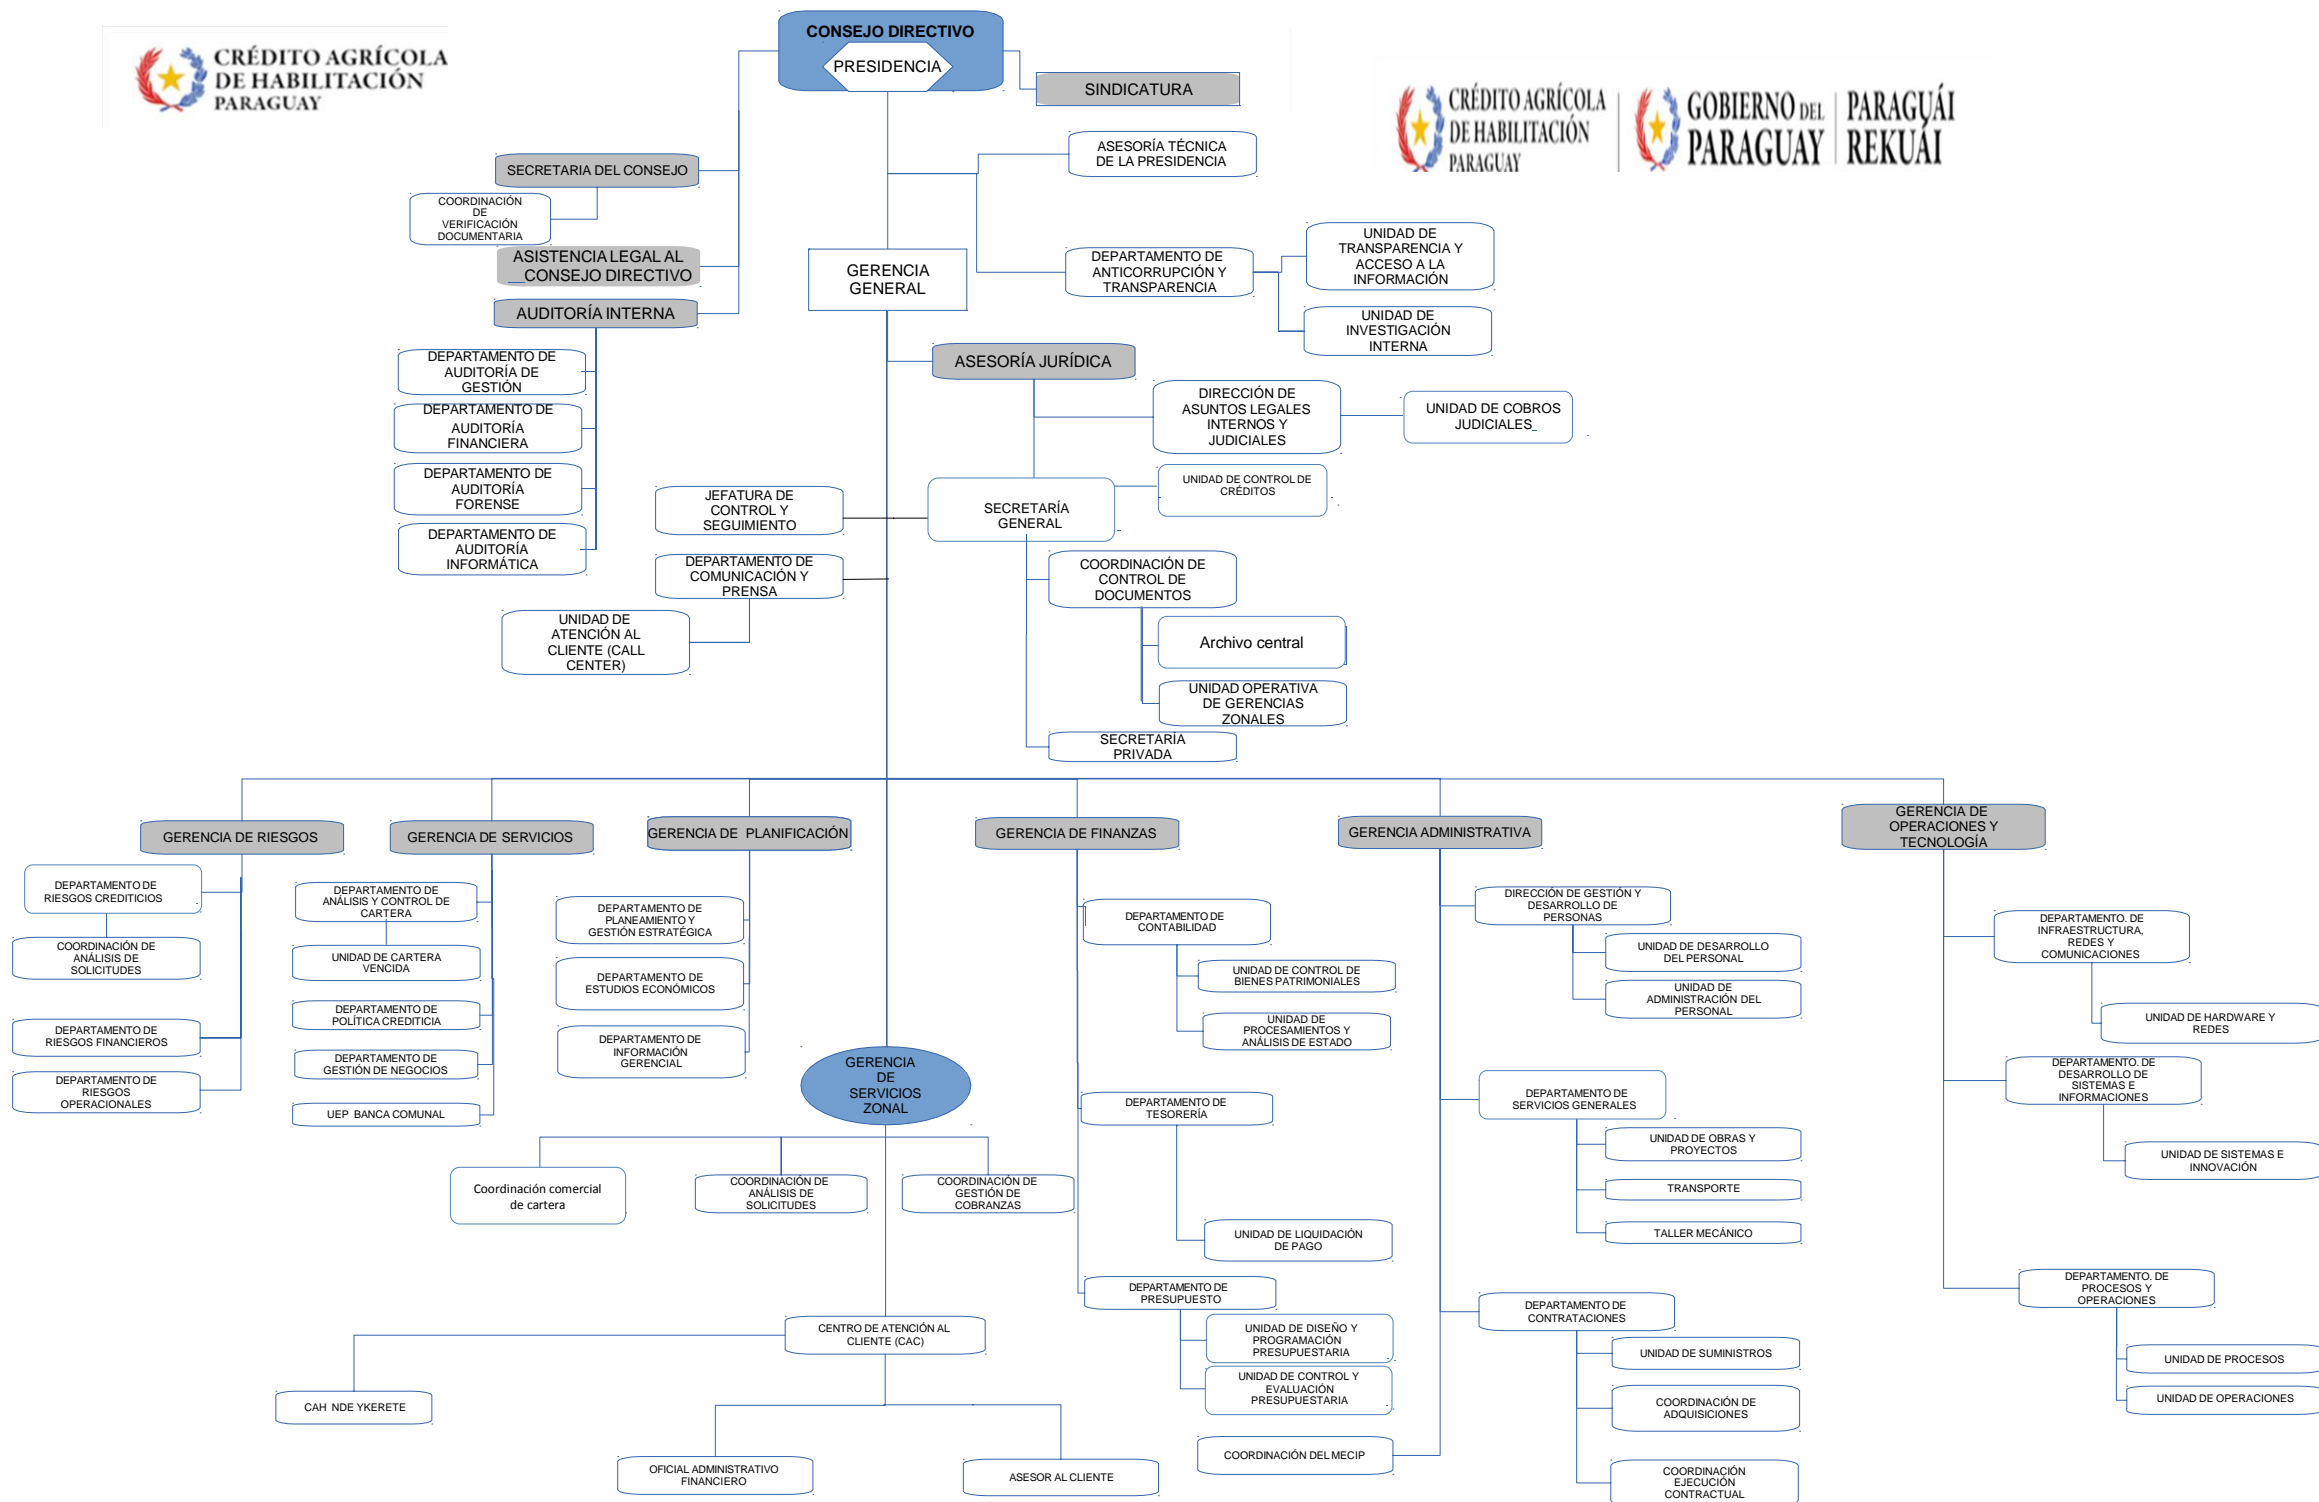 CONSEJO DIRECTIVO
PRESIDENCIA
CRÉDITO AGRÍCOLA
DE HABILITACIÓN
PARAGUAY
SINDICATURA
CRÉDITO AGRÍCOLA
DE HABILITACIÓN
PARAGUAY
GOBIERNO DEL
PARAGUAY
PARAGUÁI
REKUÁI
ASESORÍA TÉCNICA
DE LA PRESIDENCIA
SECRETARIA DEL CONSEJO
COORDINACIÓN
DE
VERIFICACIÓN
DOCUMENTARIA
ASISTENCIA LEGAL AL
CONSEJO DIRECTIVO
AUDITORÍA INTERNA
GERENCIA
GENERAL
DEPARTAMENTO DE
ANTICORRUPCIÓN Y
TRANSPARENCIA
UNIDAD DE
TRANSPARENCIA Y
ACCESO A LA
INFORMACIÓN
UNIDAD DE
INVESTIGACIÓN
INTERNA
DEPARTAMENTO DE
AUDITORÍA DE
GESTIÓN
DEPARTAMENTO DE
AUDITORÍA
FINANCIERA
DEPARTAMENTO DE
AUDITORÍA
FORENSE
DEPARTAMENTO DE
AUDITORÍA
INFORMÁTICA
ASESORÍA JURÍDICA
DIRECCIÓN DE
ASUNTOS LEGALES
INTERNOS Y
JUDICIALES
UNIDAD DE COBROS
JUDICIALES
UNIDAD DE CONTROL DE
CRÉDITOS
JEFATURA DE
CONTROL Y
SEGUIMIENTO
SECRETARÍA
GENERAL
DEPARTAMENTO DE
COMUNICACIÓN Y
PRENSA
UNIDAD DE
ATENCIÓN AL
CLIENTE (CALL
CENTER)
COORDINACIÓN DE
CONTROL DE
DOCUMENTOS
Archivo central
UNIDAD OPERATIVA
DE GERENCIAS
ZONALES
SECRETARÍA
PRIVADA
GERENCIA DE RIESGOS
GERENCIA DE SERVICIOS
GERENCIA DE PLANIFICACIÓN
GERENCIA DE FINANZAS
GERENCIA ADMINISTRATIVA
GERENCIA DE
OPERACIONES Y
TECNOLOGÍA
DEPARTAMENTO DE
RIESGOS CREDITICIOS
COORDINACIÓN DE
ANÁLISIS DE
SOLICITUDES
DEPARTAMENTO DE
RIESGOS FINANCIEROS
DEPARTAMENTO DE
RIESGOS
OPERACIONALES
DEPARTAMENTO DE
ANÁLISIS Y CONTROL DE
CARTERA
UNIDAD DE CARTERA
VENCIDA
DEPARTAMENTO DE
POLÍTICA CREDITICIA
DEPARTAMENTO DE
GESTIÓN DE NEGOCIOS
UEP BANCA COMUNAL
DEPARTAMENTO DE
PLANEAMIENTO Y
GESTIÓN ESTRATÉGICA
DEPARTAMENTO DE
ESTUDIOS ECONÓMICOS
DEPARTAMENTO DE
INFORMACIÓN
GERENCIAL
GERENCIA
DE
SERVICIOS
ZONAL
Coordinación comercial
de cartera
COORDINACIÓN DE
ANÁLISIS DE
SOLICITUDES
COORDINACIÓN DE
GESTIÓN DE
COBRANZAS
CENTRO DE ATENCIÓN AL
CLIENTE (CAC)
CAH NDE YKERETE
OFICIAL ADMINISTRATIVO
FINANCIERO
ASESOR AL CLIENTE
DEPARTAMENTO DE
CONTABILIDAD
UNIDAD DE CONTROL DE
BIENES PATRIMONIALES
UNIDAD DE
PROCESAMIENTOS Y
ANÁLISIS DE ESTADO
DEPARTAMENTO DE
TESORERÍA
UNIDAD DE LIQUIDACIÓN
DE PAGO
DEPARTAMENTO DE
PRESUPUESTO
UNIDAD DE DISEÑO Y
PROGRAMACIÓN
PRESUPUESTARIA
UNIDAD DE CONTROL Y
EVALUACIÓN
PRESUPUESTARIA
COORDINACIÓN DEL MECIP
DIRECCIÓN DE GESTIÓN Y
DESARROLLO DE
PERSONAS
UNIDAD DE DESARROLLO
DEL PERSONAL
UNIDAD DE
ADMINISTRACIÓN DEL
PERSONAL
DEPARTAMENTO DE
SERVICIOS GENERALES
UNIDAD DE OBRAS Y
PROYECTOS
TRANSPORTE
TALLER MECÁNICO
DEPARTAMENTO DE
CONTRATACIONES
UNIDAD DE SUMINISTROS
COORDINACIÓN DE
ADQUISICIONES
COORDINACIÓN
EJECUCIÓN
CONTRACTUAL
DEPARTAMENTO. DE
INFRAESTRUCTURA,
REDES Y
COMUNICACIONES
UNIDAD DE HARDWARE Y
REDES
DEPARTAMENTO. DE
DESARROLLO DE
SISTEMAS E
INFORMACIONES
UNIDAD DE SISTEMAS E
INNOVACIÓN
DEPARTAMENTO. DE
PROCESOS Y
OPERACIONES
UNIDAD DE PROCESOS
UNIDAD DE OPERACIONES